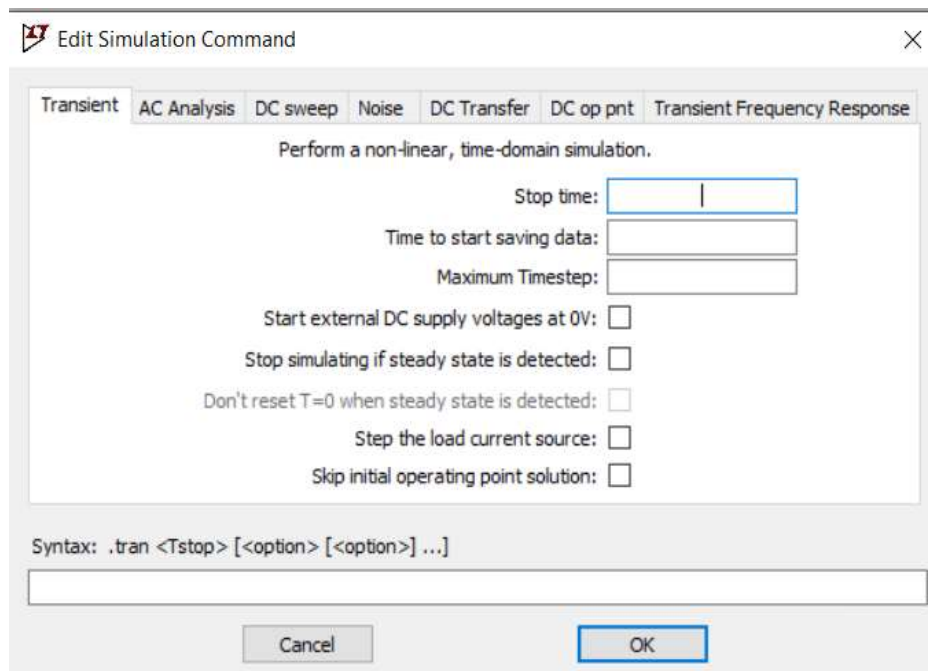 Edit Simulation Command
Transient AC Analysis DC sweep Noise DC Transfer DC op pnt Transient Frequency Response
Perform a non-linear, time-domain simulation.
Stop time:
Time to start saving data:
Maximum Timestep:
Start external DC supply voltages at 0V:
Stop simulating if steady state is detected:
Don't reset T=0 when steady state is detected:
Step the load current source:
Skip initial operating point solution:
Syntax: .tran <Tstop> [<option> [<option>] ...]
Cancel OK